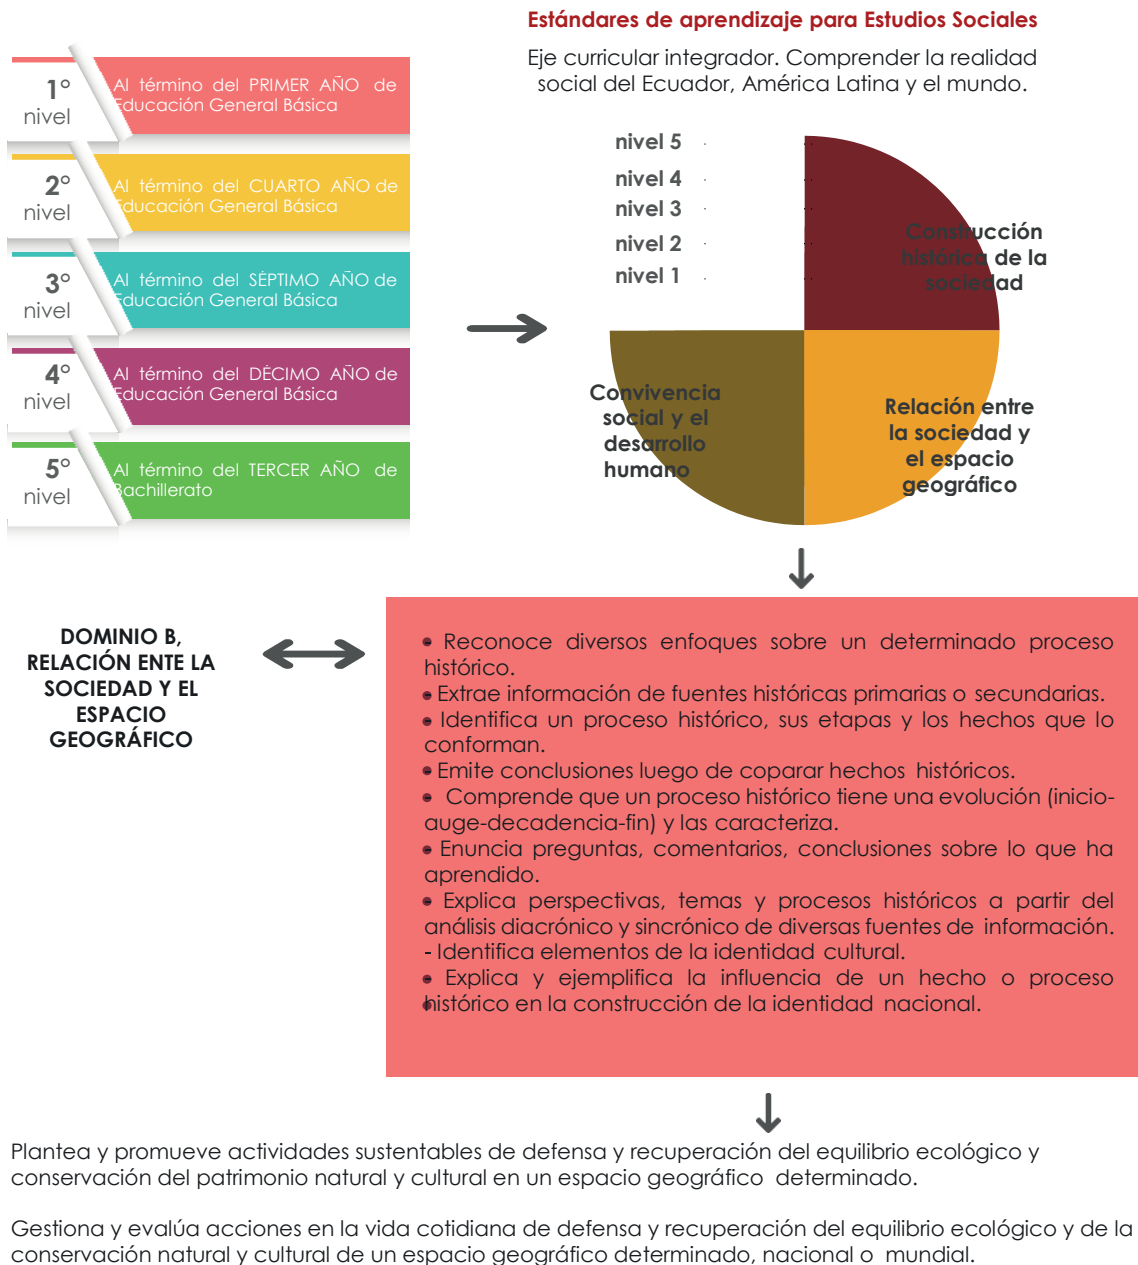 Estándares de aprendizaje para Estudios Sociales
Eje curricular integrador. Comprender la realidad
social del Ecuador, América Latina y el mundo.
1°
nivel
Al término del PRIMER AÑO de
Educación General Básica
2°
nivel
Al término del CUARTO AÑO de
Educación General Básica
3°
nivel
Al término del SÉPTIMO AÑO de
Educación General Básica
4°
nivel
Al término del DÉCIMO AÑO de
Educación General Básica
5°
nivel
Al término del TERCER AÑO de
Bachillerato
nivel 5
nivel 4
nivel 3
nivel 2
nivel 1
Construcción
histórica de la
sociedad
Convivencia
social y el
desarrollo
humano
Relación entre
la sociedad y
el espacio
geográfico
DOMINIO B,
RELACIÓN ENTE LA
SOCIEDAD Y EL
ESPACIO
GEOGRÁFICO
• Reconoce diversos enfoques sobre un determinado proceso
histórico.
• Extrae información de fuentes históricas primarias o secundarias.
• Identifica un proceso histórico, sus etapas y los hechos que lo
conforman.
• Emite conclusiones luego de coparar hechos históricos.
• Comprende que un proceso histórico tiene una evolución (inicio-
auge-decadencia-fin) y las caracteriza.
• Enuncia preguntas, comentarios, conclusiones sobre lo que ha
aprendido.
• Explica perspectivas, temas y procesos históricos a partir del
análisis diacrónico y sincrónico de diversas fuentes de información.
- Identifica elementos de la identidad cultural.
• Explica y ejemplifica la influencia de un hecho o proceso
histórico en la construcción de la identidad nacional.
Plantea y promueve actividades sustentables de defensa y recuperación del equilibrio ecológico y
conservación del patrimonio natural y cultural en un espacio geográfico determinado.
Gestiona y evalúa acciones en la vida cotidiana de defensa y recuperación del equilibrio ecológico y de la
conservación natural y cultural de un espacio geográfico determinado, nacional o mundial.